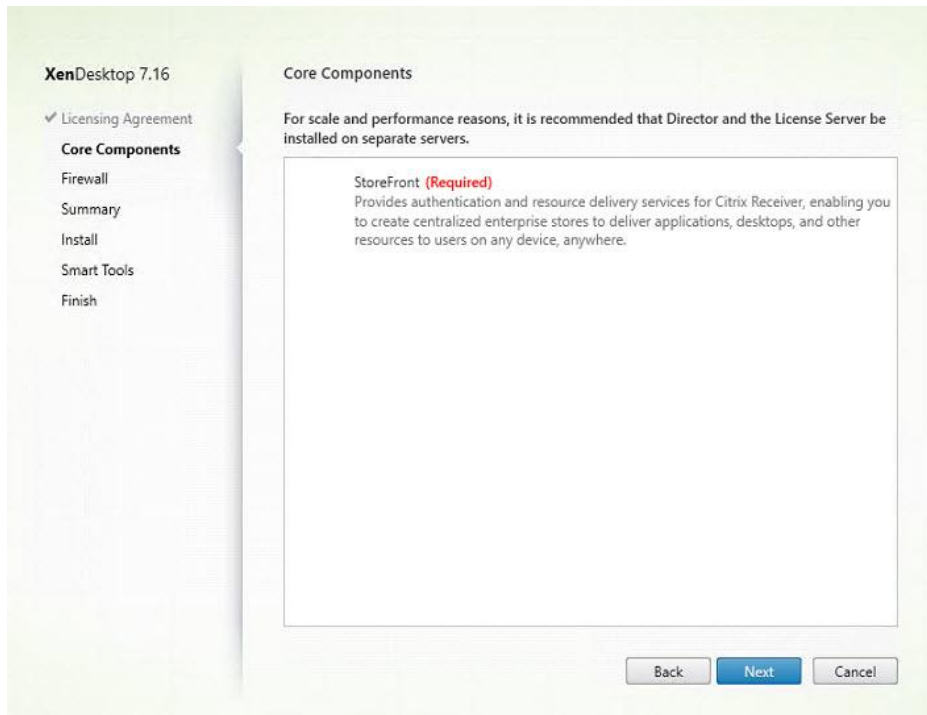 XenDesktop 7.16
Licensing Agreement
Core Components
Firewall
Summary
Install
Smart Tools
Finish
Core Components
For scale and performance reasons, it is recommended that Director and the License Server be
installed on separate servers.
StoreFront (Required)
Provides authentication and resource delivery services for Citrix Receiver, enabling you
to create centralized enterprise stores to deliver applications, desktops, and other
resources to users on any device, anywhere.
Back Next Cancel